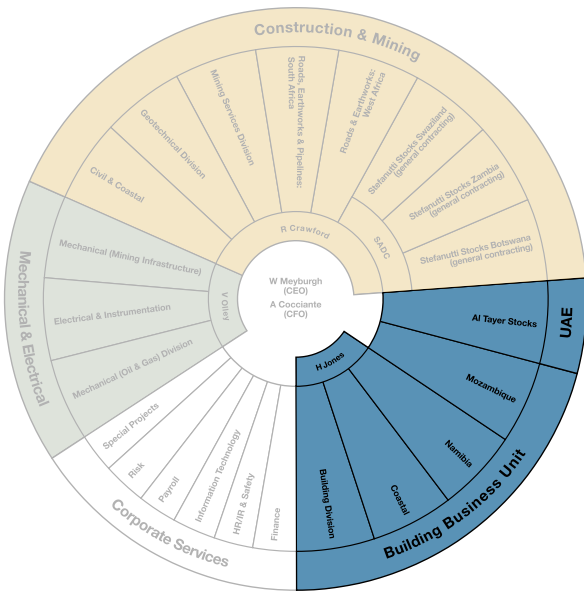 Construction & Mining
Civil & Coastal
Geotechnical Division
Mining Services Division
Roads, Earthworks & Pipelines:
South Africa
Roads & Earthworks:
West Africa
Stefanutti Stocks Swaziland
(general contracting)
Stefanutti Stocks Zambia
(general contracting)
Stefanutti Stocks Botswana
(general contracting)
R Crawford
SADC
W Meyburgh
(CEO)
A Cocciante
(CFO)
Mechanical & Electrical
Mechanical (Mining Infrastructure)
Electrical & Instrumentation
Mechanical (Oil & Gas) Division
V Olley
UAE
Al Tayer Stocks
H Jones
Mozambique
Namibia
Coastal
Building Division
Building Business Unit
Special Projects
Risk
Payroll
Information Technology
HR/IR & Safety
Finance
Corporate Services